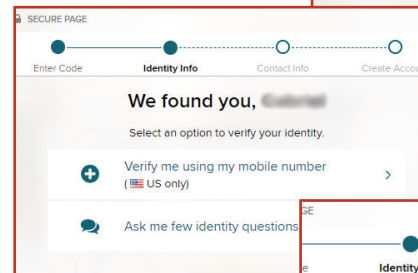 SECURE PAGE
Enter Code
Identity Info
Contact Info
Create Accou
We found you,
Select an option to verify your identity.
Verify me using my mobile number
( US only)
Ask me few identity questions
GE
e
Identity